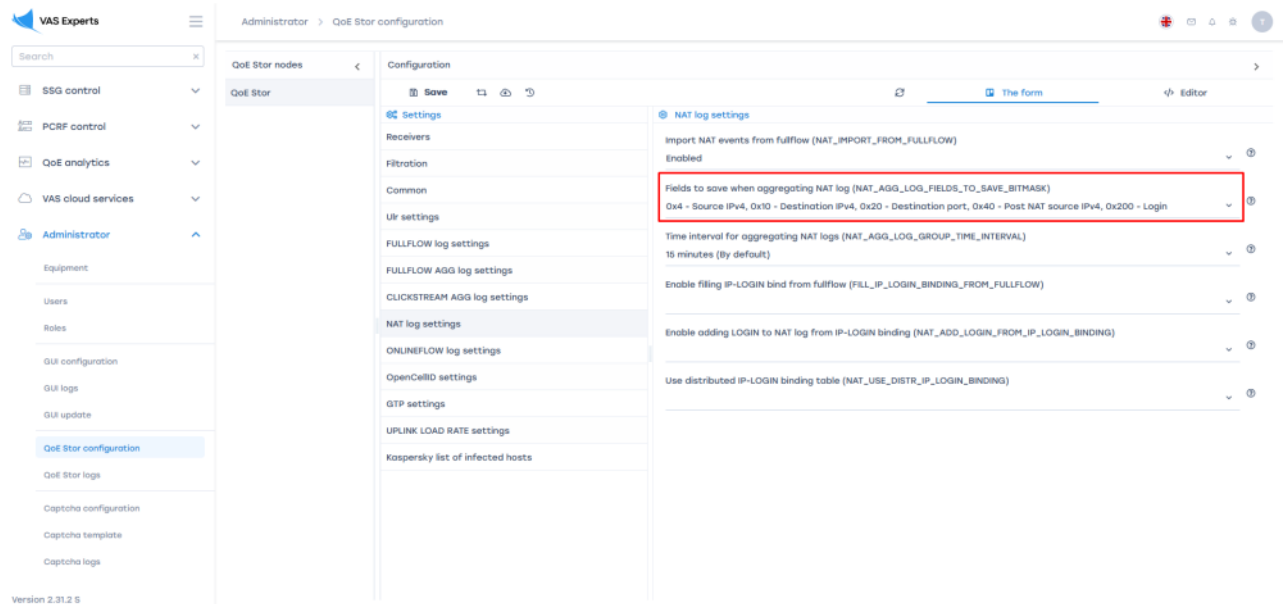 VAS Experts
Administrator > QoE Stor configuration
T
Search
SSG control
PCRF control
QoE analytics
VAS cloud services
Administrator
Equipment
Users
Roles
GUI configuration
GUI logs
GUI update
QoE Stor configuration
QoE Stor logs
Captcha configuration
Captcha template
Captcha logs
Version 2.31.2 S
QoE Stor nodes
QoE Stor
Configuration
Save
The form
</> Editor
Settings
Receivers
Filtration
Common
Ulr settings
FULLFLOW log settings
FULLFLOW AGG log settings
CLICKSTREAM AGG log settings
NAT log settings
ONLINEFLOW log settings
OpenCellID settings
GTP settings
UPLINK LOAD RATE settings
Kaspersky list of infected hosts
NAT log settings
Import NAT events from fullflow (NAT_IMPORT_FROM_FULLFLOW)
Enabled
Fields to save when aggregating NAT log (NAT_AGG_LOG_FIELDS_TO_SAVE_BITMASK)
0x4 - Source IPv4, 0x10 - Destination IPv4, 0x20 - Destination port, 0x40 - Post NAT source IPv4, 0x200 - Login
Time interval for aggregating NAT logs (NAT_AGG_LOG_GROUP_TIME_INTERVAL)
15 minutes (By default)
Enable filling IP-LOGIN bind from fullflow (FILL_IP_LOGIN_BINDING_FROM_FULLFLOW)
Enable adding LOGIN to NAT log from IP-LOGIN binding (NAT_ADD_LOGIN_FROM_IP_LOGIN_BINDING)
Use distributed IP-LOGIN binding table (NAT_USE_DISTR_IP_LOGIN_BINDING)